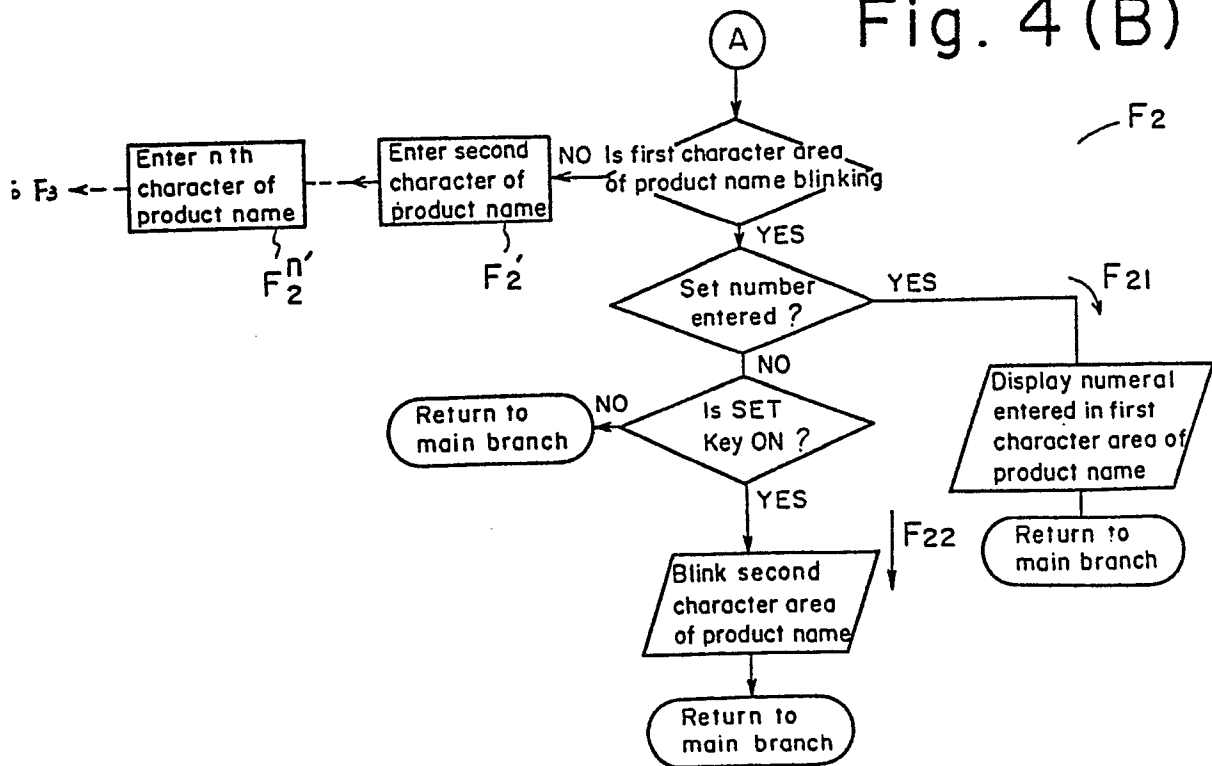 Fig. 4 (B)
A
F2
Is first character area
of product name blinking
NO
Enter second
character of
product name
F2'
Enter n th
character of
product name
F2n'
F3
YES
Set number
entered ?
YES
F21
Display numeral
entered in first
character area of
product name
Return to
main branch
NO
Is SET
Key ON ?
NO
Return to
main branch
YES
F22
Blink second
character area
of product name
Return to
main branch